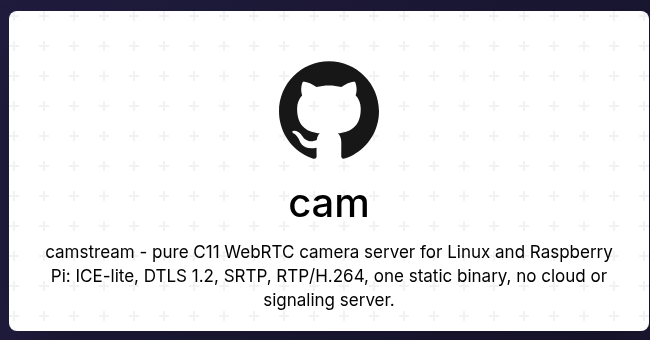 cam
camstream - pure C11 WebRTC camera server for Linux and Raspberry
Pi: ICE-lite, DTLS 1.2, SRTP, RTP/H.264, one static binary, no cloud or
signaling server.